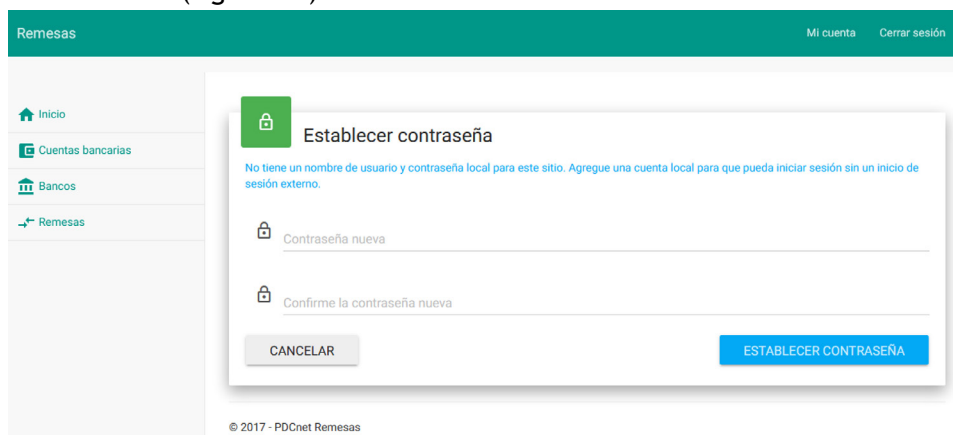 Remesas
Mi cuenta
Cerrar sesión
Inicio
Cuentas bancarias
Bancos
Remesas
Establecer contraseña
No tiene un nombre de usuario y contraseña local para este sitio. Agregue una cuenta local para que pueda iniciar sesión sin un inicio de
sesión externo.
Contraseña nueva
Confirme la contraseña nueva
CANCELAR
ESTABLECER CONTRASEÑA
© 2017 - PDCnet Remesas